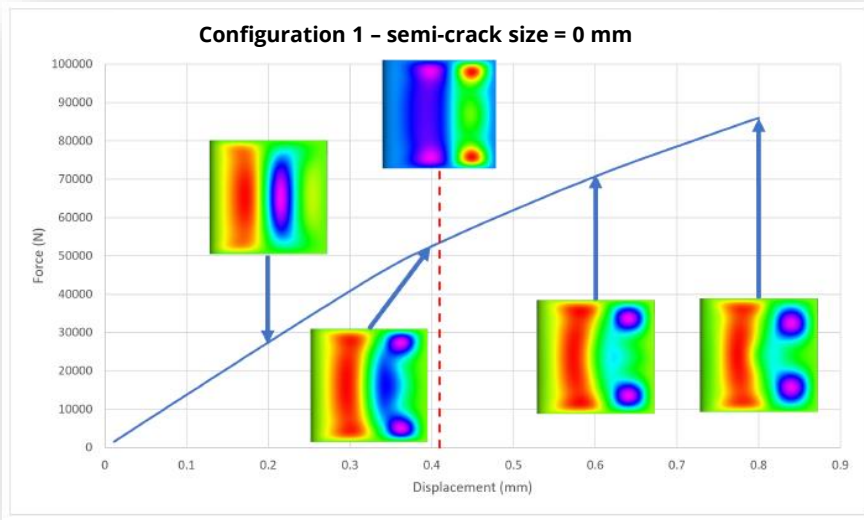 Configuration 1 – semi-crack size = 0 mm
100000
90000
80000
70000
60000
50000
40000
30000
20000
10000
0
Force (N)
0 0.1 0.2 0.3 0.4 0.5 0.6 0.7 0.8 0.9
Displacement (mm)